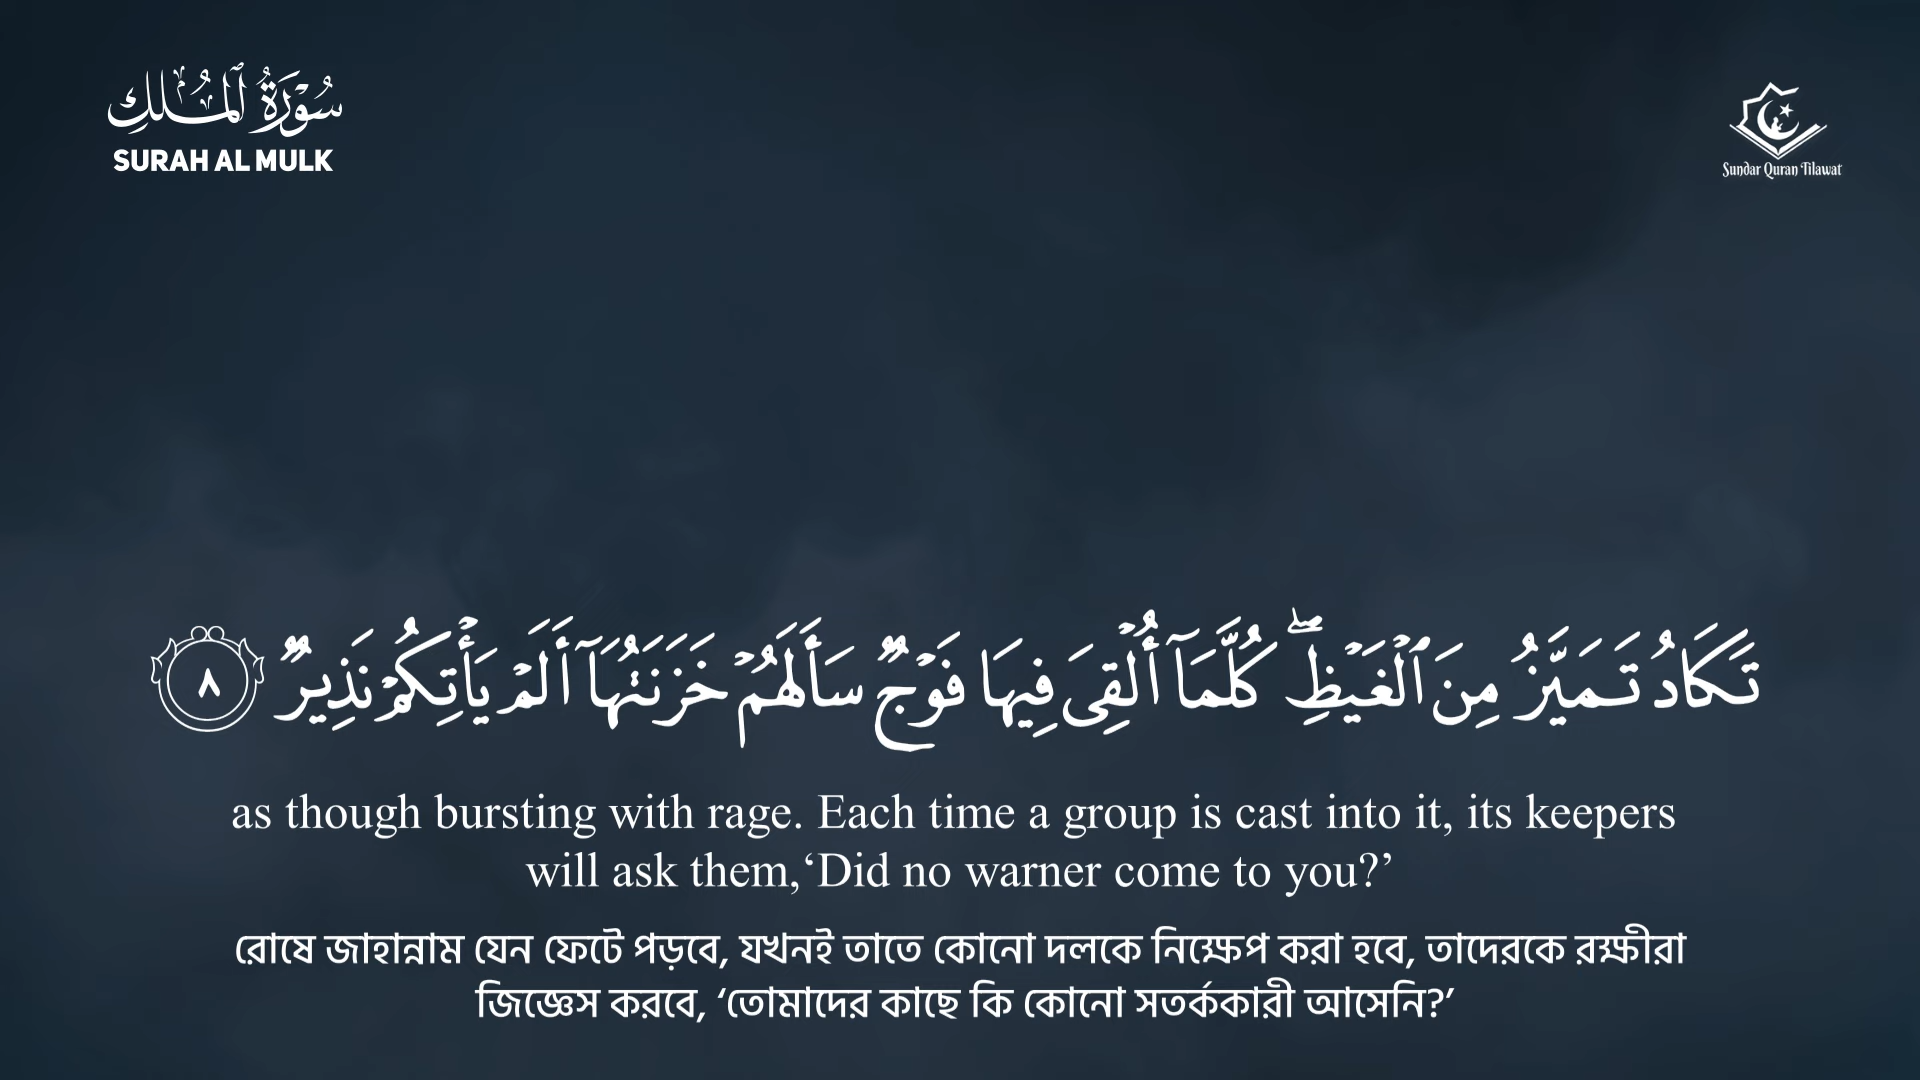 سُوْرَةُ ٱلْمُلكِ
SURAH AL MULK
Sundar Quran Tilawat
تَكَادُ تَمَيَّزُ مِنَ ٱلْغَيْظِ ۖ كُلَّمَآ أُلْقِىَ فِيهَا فَوْجٌ سَأَلَهُمْ خَزَنَتُهَآ أَلَمْ يَأْتِكُمْ نَذِيرٌ ٨
as though bursting with rage. Each time a group is cast into it, its keepers
will ask them,‘Did no warner come to you?’
রোষে জাহান্নাম যেন ফেটে পড়বে, যখনই তাতে কোনো দলকে নিক্ষেপ করা হবে, তাদেরকে রক্ষীরা
জিজ্ঞেস করবে, ‘তোমাদের কাছে কি কোনো সতর্ককারী আসেনি?’